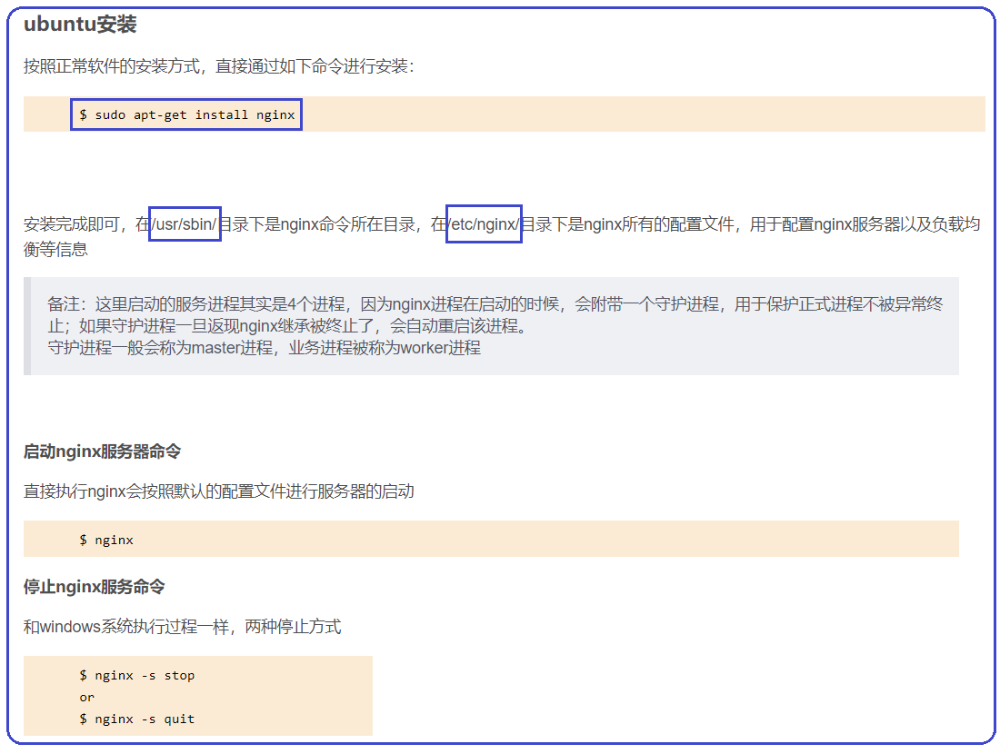 ubuntu安装
按照正常软件的安装方式，直接通过如下命令进行安装：
$ sudo apt-get install nginx
安装完成即可，在/usr/sbin/目录下是nginx命令所在目录，在/etc/nginx/目录下是nginx所有的配置文件，用于配置nginx服务器以及负载均
衡等信息
备注：这里启动的服务进程其实是4个进程，因为nginx进程在启动的时候，会附带一个守护进程，用于保护正式进程不被异常终
止；如果守护进程一旦返现nginx继承被终止了，会自动重启该进程。
守护进程一般会称为master进程，业务进程被称为worker进程
启动nginx服务器命令
直接执行nginx会按照默认的配置文件进行服务器的启动
$ nginx
停止nginx服务命令
和windows系统执行过程一样，两种停止方式
$ nginx -s stop
or
$ nginx -s quit